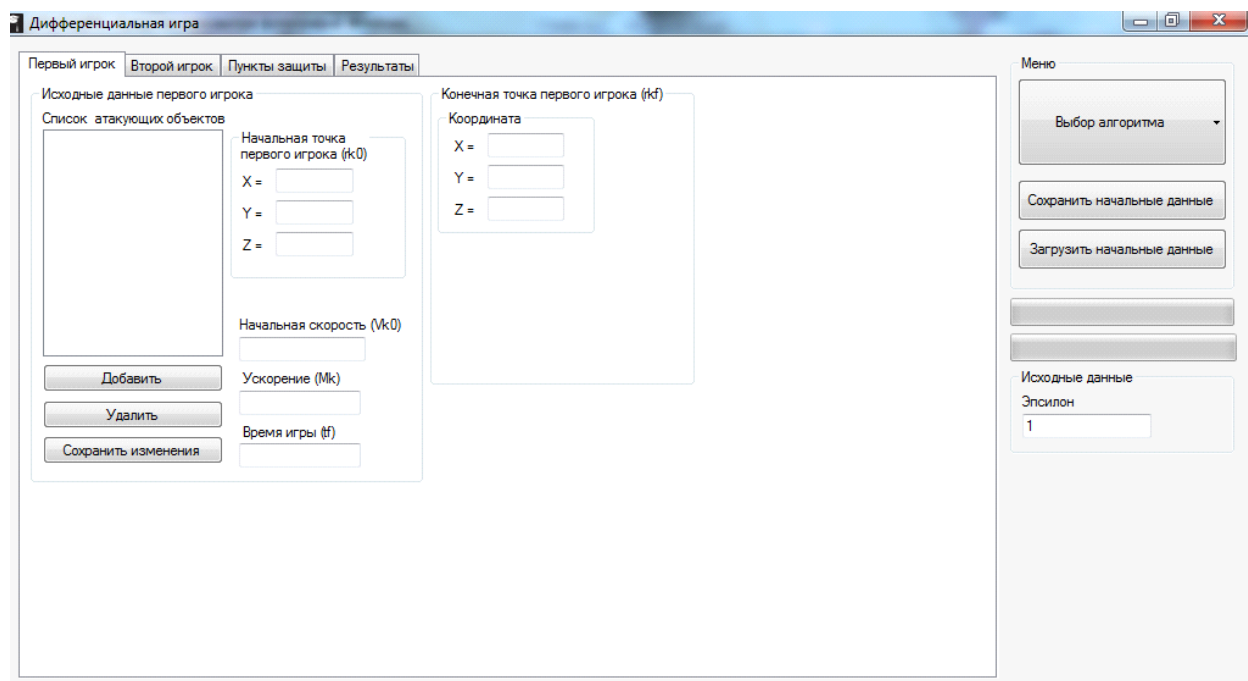 Дифференциальная игра
Первый игрок
Второй игрок
Пункты защиты
Результаты
Исходные данные первого игрока
Список атакующих объектов
Начальная точка
первого игрока (rk0)
X =
Y =
Z =
Начальная скорость (Vk0)
Ускорение (Mk)
Время игры (tf)
Добавить
Удалить
Сохранить изменения
Конечная точка первого игрока (rkf)
Координата
X =
Y =
Z =
Меню
Выбор алгоритма
Сохранить начальные данные
Загрузить начальные данные
Исходные данные
Эпсилон
1